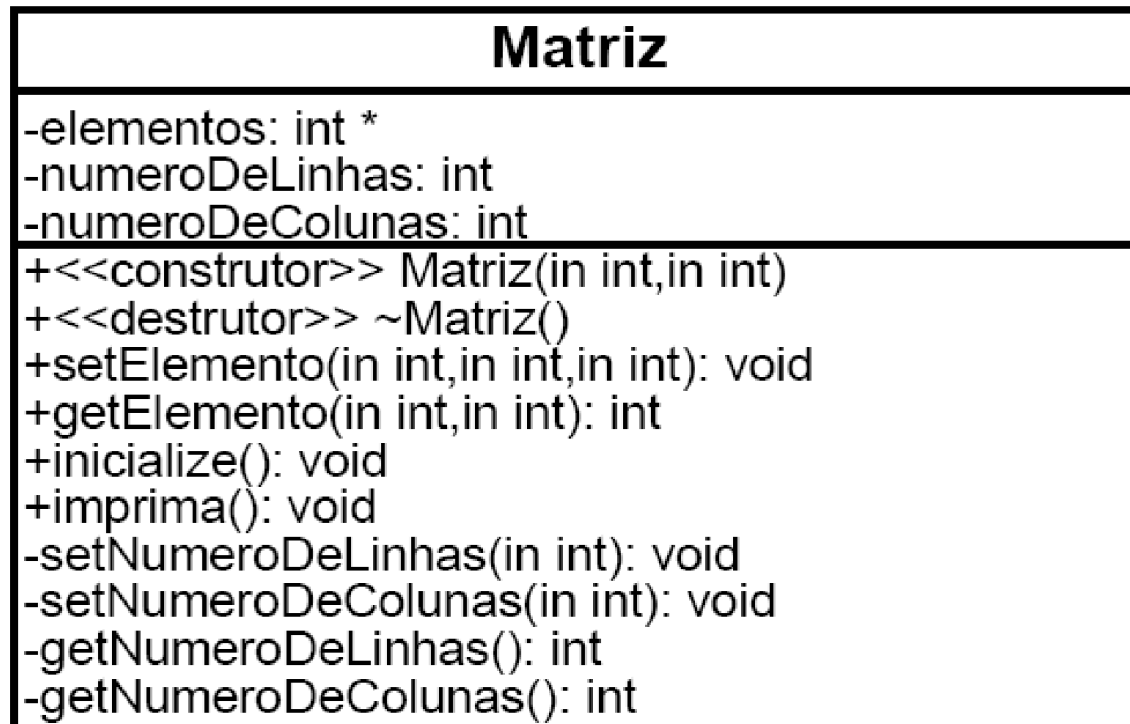 Matriz
-elementos: int *
-numeroDeLinhas: int
-numeroDeColunas: int
+<<construtor>> Matriz(in int,in int)
+<<destrutor>> ~Matriz()
+setElemento(in int,in int,in int): void
+getElemento(in int,in int): int
+inicialize(): void
+imprima(): void
-setNumeroDeLinhas(in int): void
-setNumeroDeColunas(in int): void
-getNumeroDeLinhas(): int
-getNumeroDeColunas(): int